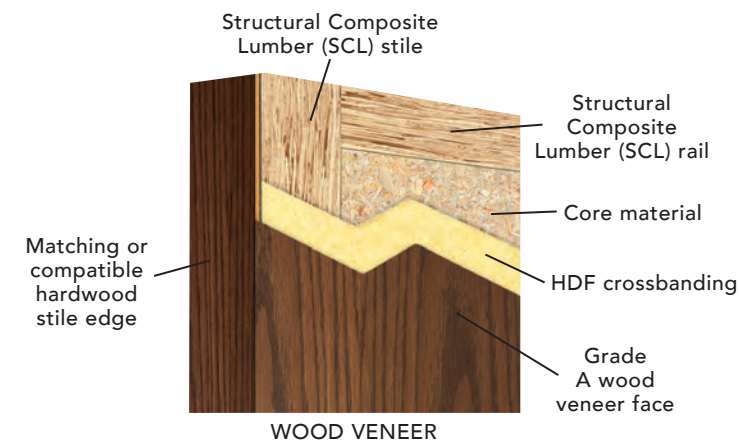 Structural Composite
Lumber (SCL) stile
Structural
Composite
Lumber (SCL) rail
Core material
Matching or
compatible
hardwood
stile edge
HDF crossbanding
Grade
A wood
veneer face
WOOD VENEER